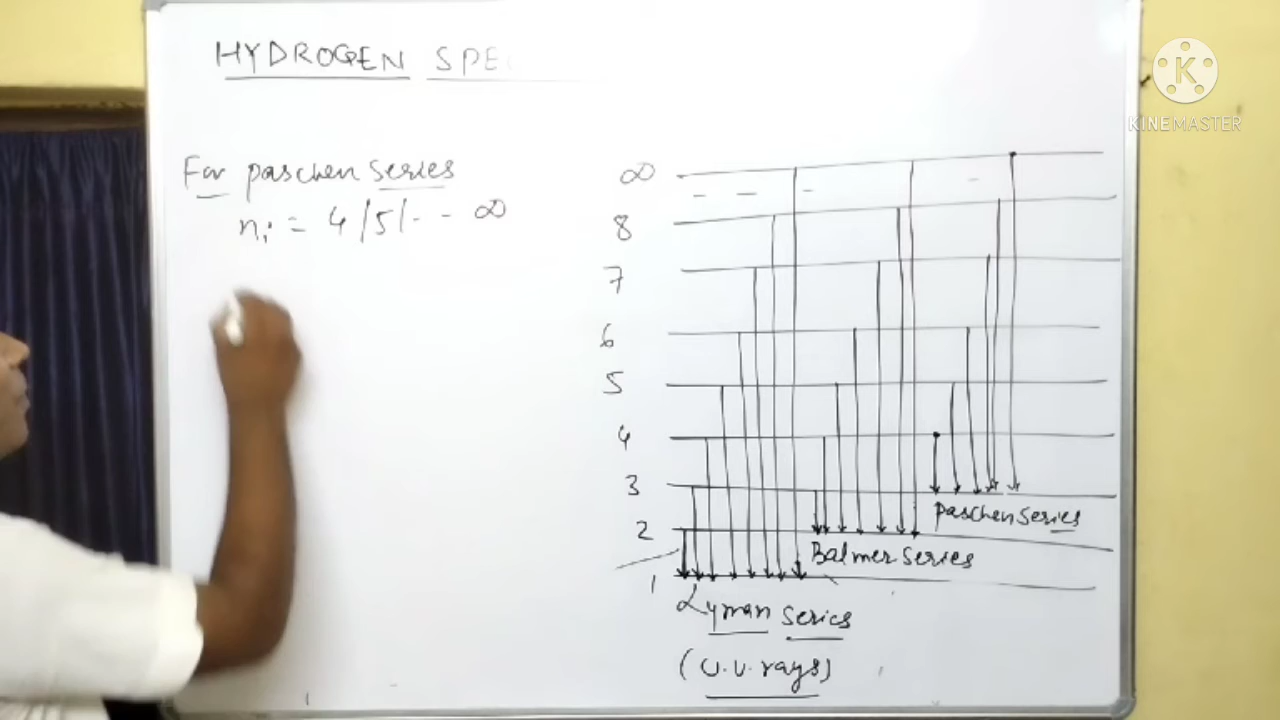 HYDROGEN SPE
For paschen series
ni = 4/5/- - ∞
∞
8
7
6
5
4
3
2
1
paschen series
Balmer series
Lyman series
(U.V. rays)
K
KINEMASTER